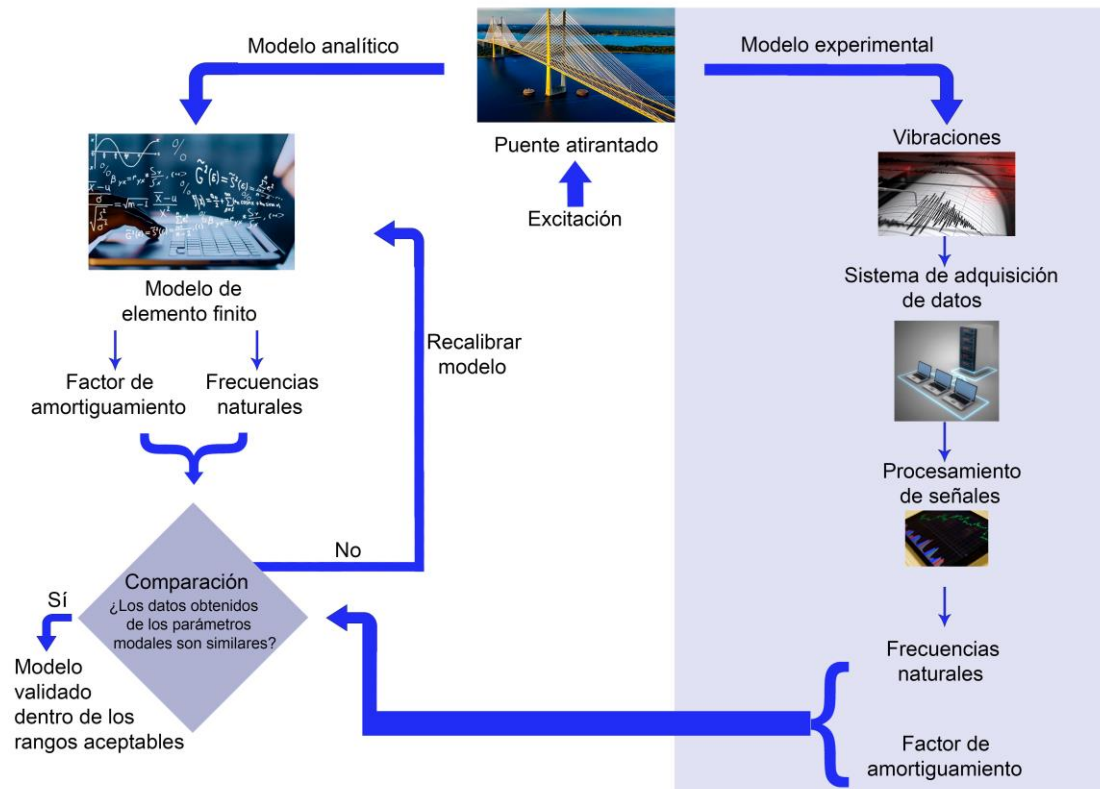 Modelo analítico
Modelo experimental
Puente atirantado
Excitación
Vibraciones
Sistema de adquisición
de datos
Procesamiento
de señales
Frecuencias
naturales
Factor de
amortiguamiento
Modelo de
elemento finito
Factor de
amortiguamiento
Frecuencias
naturales
Recalibrar
modelo
No
Comparación
¿Los datos obtenidos
de los parámetros
modales son similares?
Sí
Modelo
validado
dentro de los
rangos aceptables